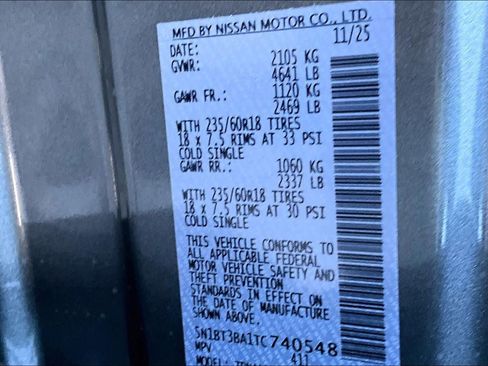 MFD BY NISSAN MOTOR CO., LTD.
DATE: 11/25
GVWR: 2105 KG
4641 LB
GAWR FR.: 1120 KG
2469 LB
WITH 235/60R18 TIRES
18 x 7.5 RIMS AT 33 PSI
COLD SINGLE
GAWR RR.: 1060 KG
2337 LB
WITH 235/60R18 TIRES
18 x 7.5 RIMS AT 30 PSI
COLD SINGLE
THIS VEHICLE CONFORMS TO
ALL APPLICABLE FEDERAL
MOTOR VEHICLE SAFETY AND
THEFT PREVENTION
STANDARDS IN EFFECT ON
THE DATE OF MANUFACTURE
SHOWN ABOVE.
5N1BT3BA1TC740548
MPV 411
MODEL: